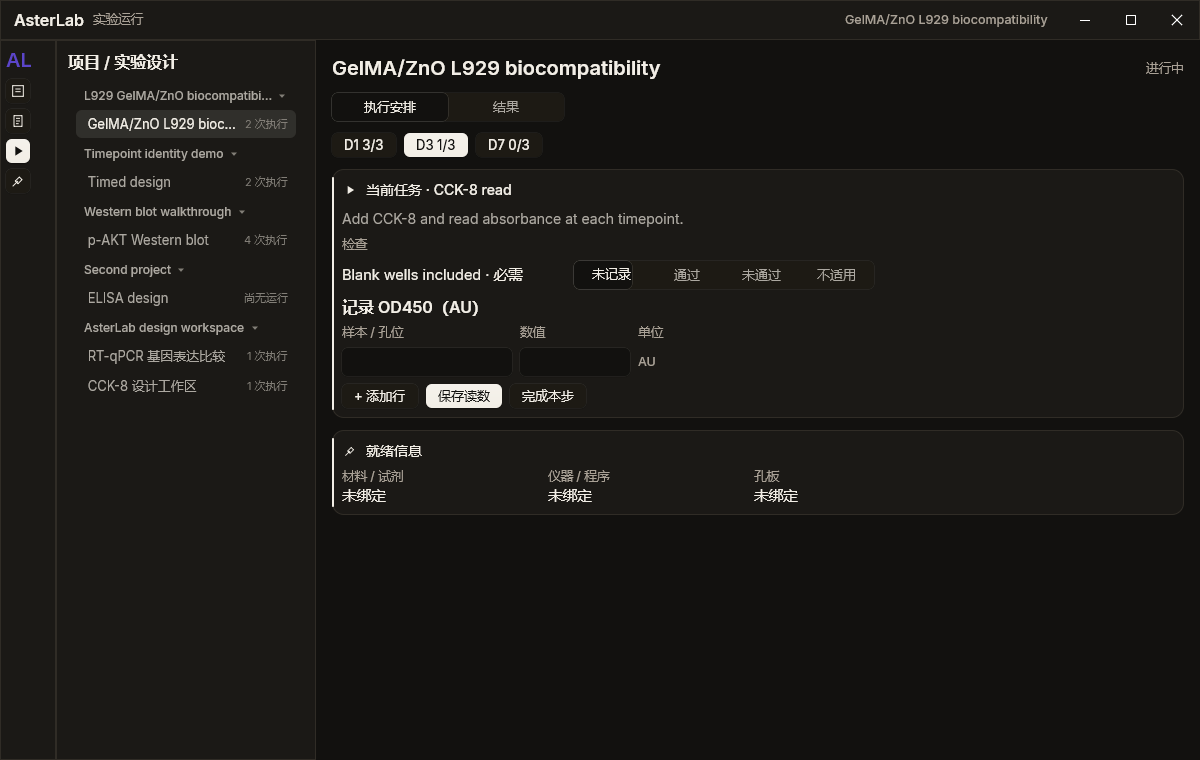 AsterLab 实验运行
GelMA/ZnO L929 biocompatibility
AL
项目 / 实验设计
L929 GelMA/ZnO biocompatibi...
GelMA/ZnO L929 bioc... 2 次执行
Timepoint identity demo
Timed design 2 次执行
Western blot walkthrough
p-AKT Western blot 4 次执行
Second project
ELISA design 尚无运行
AsterLab design workspace
RT-qPCR 基因表达比较 1 次执行
CCK-8 设计工作区 1 次执行
GelMA/ZnO L929 biocompatibility 进行中
执行安排 结果
D1 3/3 D3 1/3 D7 0/3
当前任务 · CCK-8 read
Add CCK-8 and read absorbance at each timepoint.
检查
Blank wells included · 必需 未记录 通过 未通过 不适用
记录 OD450（AU）
样本 / 孔位 数值 单位
AU
+ 添加行 保存读数 完成本步
就绪信息
材料 / 试剂 仪器 / 程序 孔板
未绑定 未绑定 未绑定